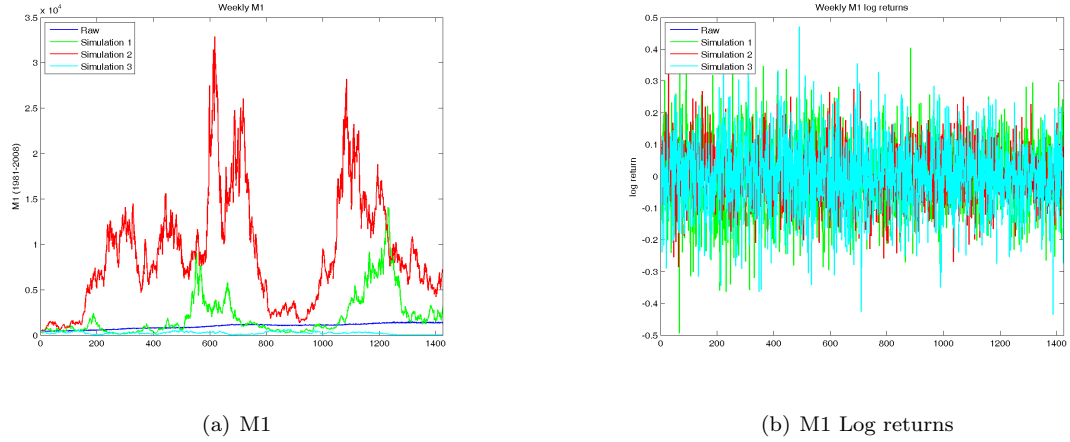 Weekly M1
x 10^4
3.5
3
2.5
2
1.5
1
0.5
0
M1 (1981-2008)
Raw
Simulation 1
Simulation 2
Simulation 3
0 200 400 600 800 1000 1200 1400
(a) M1
Weekly M1 log returns
0.5
0.4
0.3
0.2
0.1
0
-0.1
-0.2
-0.3
-0.4
-0.5
log return
Raw
Simulation 1
Simulation 2
Simulation 3
0 200 400 600 800 1000 1200 1400
(b) M1 Log returns